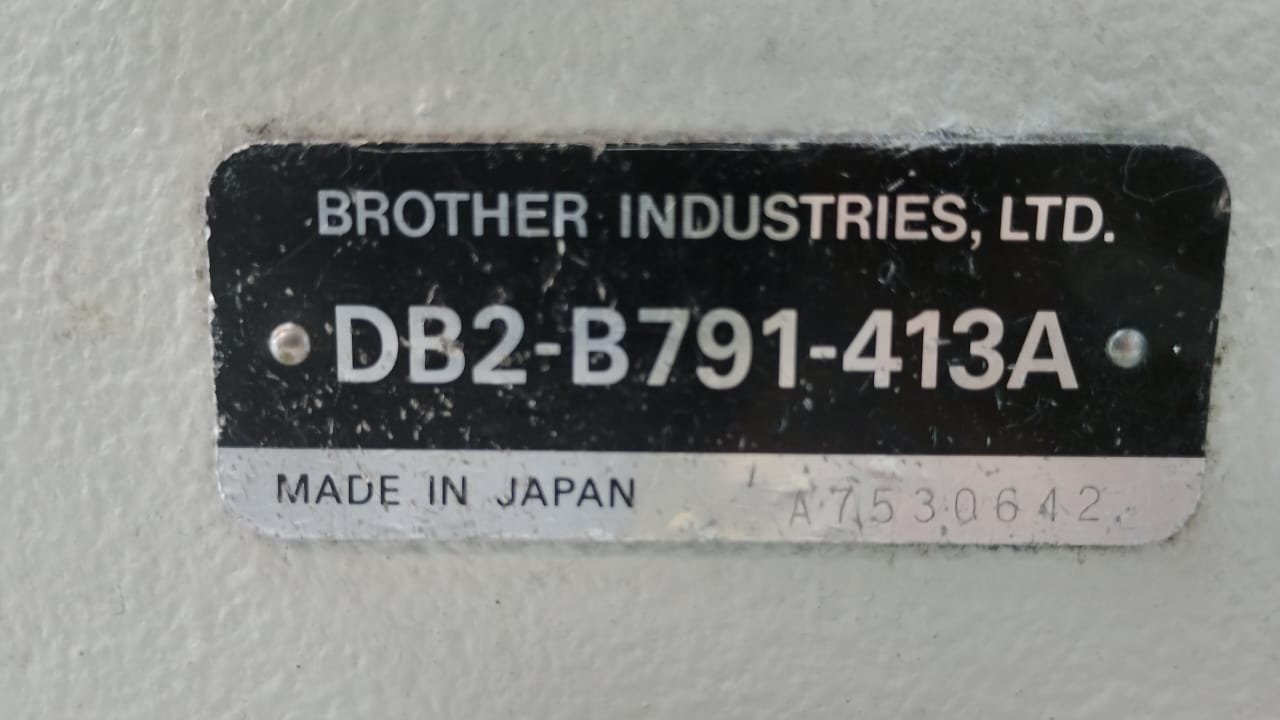 BROTHER INDUSTRIES, LTD.
DB2-B791-413A
MADE IN JAPAN A7530642